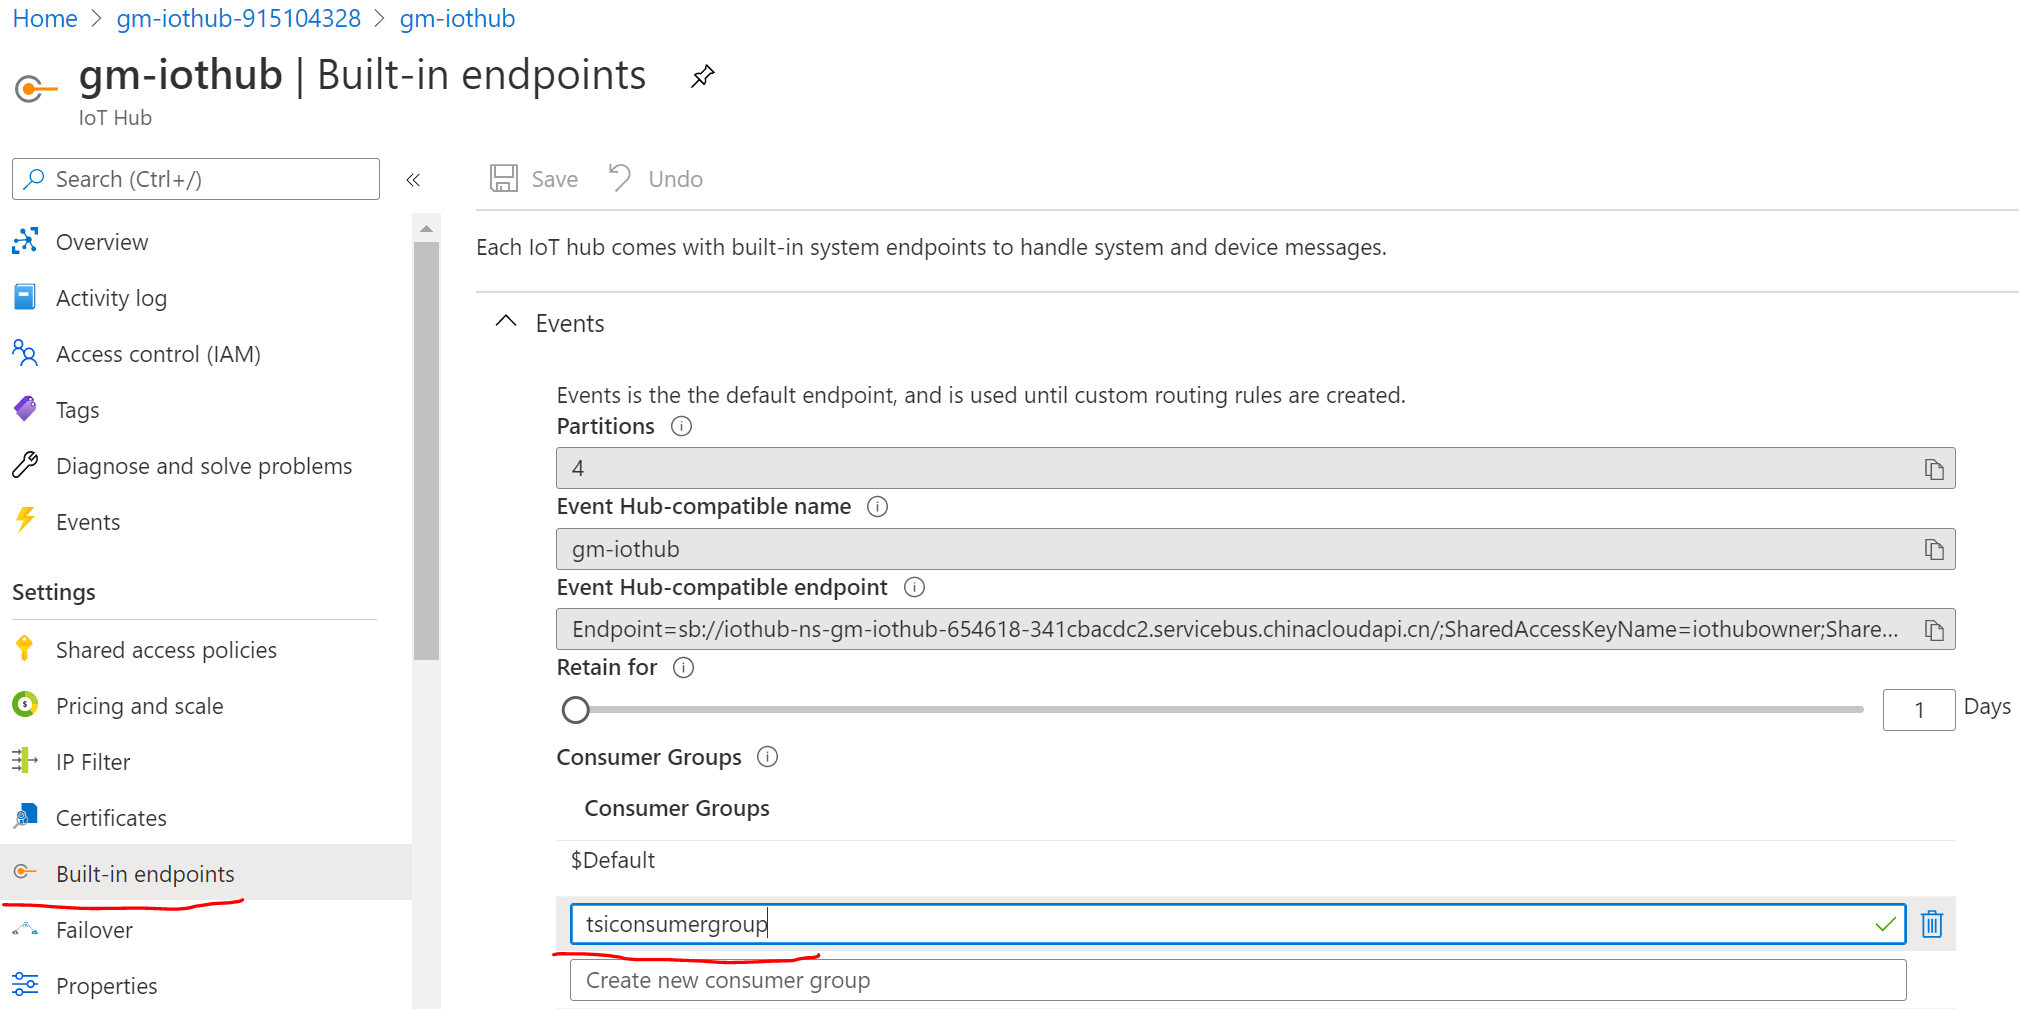 Home > gm-iothub-915104328 > gm-iothub
gm-iothub | Built-in endpoints
IoT Hub
Search (Ctrl+/)
«
Overview
Activity log
Access control (IAM)
Tags
Diagnose and solve problems
Events
Settings
Shared access policies
Pricing and scale
IP Filter
Certificates
Built-in endpoints
Failover
Properties
Save
Undo
Each IoT hub comes with built-in system endpoints to handle system and device messages.
Events
Events is the the default endpoint, and is used until custom routing rules are created.
Partitions
4
Event Hub-compatible name
gm-iothub
Event Hub-compatible endpoint
Endpoint=sb://iothub-ns-gm-iothub-654618-341cbacdc2.servicebus.chinacloudapi.cn/;SharedAccessKeyName=iothubowner;Share...
Retain for
1 Days
Consumer Groups
Consumer Groups
$Default
tsiconsumergroup
Create new consumer group